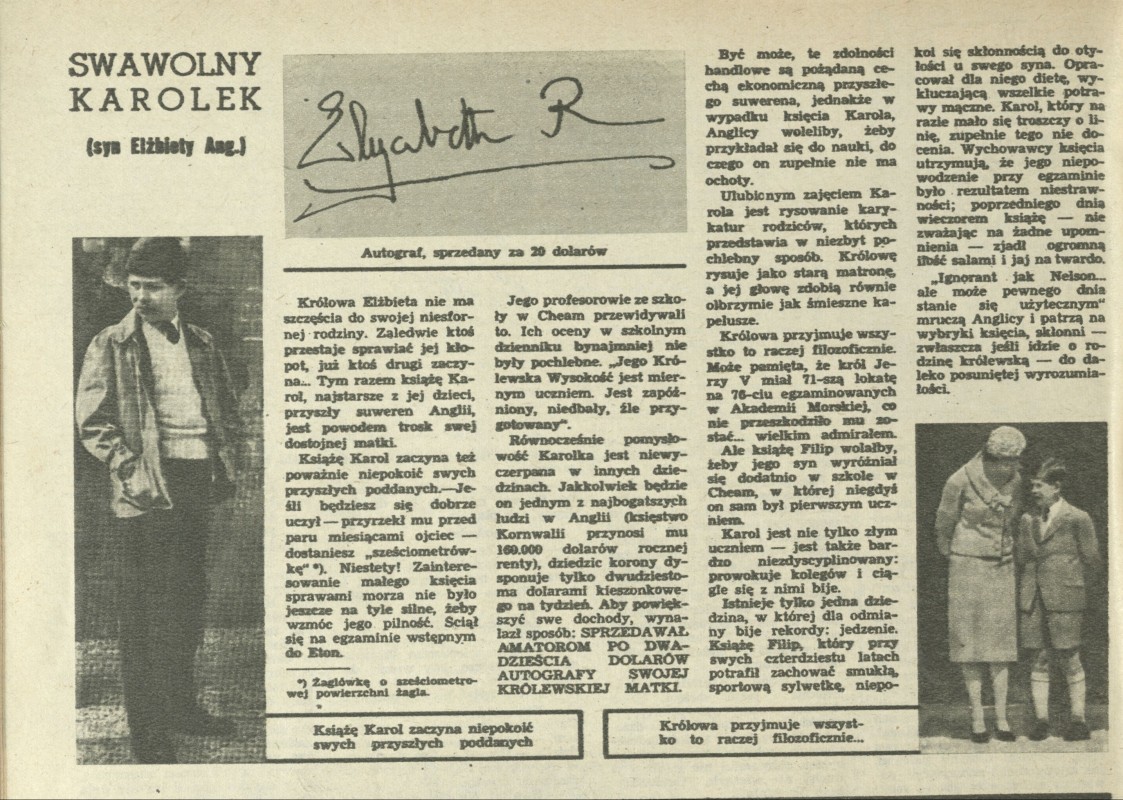 SWAWOLNY
KAROLEK
(syn Elżbiety Ang.)
Elizabeth R
Autograf, sprzedany za 20 dolarów
Królowa Elżbieta nie ma
szczęścia do swojej niesfor-
nej rodziny. Zaledwie ktoś
przestaje sprawiać jej kło-
pot, już ktoś drugi zaczy-
na... Tym razem książę Ka-
rol, najstarsze z jej dzieci,
przyszły suweren Anglii,
jest powodem trosk swej
dostojnej matki.
Książę Karol zaczyna też
poważnie niepokoić swych
przyszłych poddanych.—Je-
śli będziesz się dobrze
uczył — przyrzekł mu przed
paru miesiącami ojciec —
dostaniesz „sześciometrów-
kę" *). Niestety! Zaintere-
sowanie małego księcia
sprawami morza nie było
jeszcze na tyle silne, żeby
wzmóc jego pilność. Ściął
się na egzaminie wstępnym
do Eton.
*) Żaglówkę o sześciometro-
wej powierzchni żagla.
Jego profesorowie ze szko-
ły w Cheam przewidywali
to. Ich oceny w szkolnym
dzienniku bynajmniej nie
były pochlebne. „Jego Kró-
lewska Wysokość jest mier-
nym uczniem. Jest zapóź-
niony, niedbały, źle przy-
gotowany".
Równocześnie pomysło-
wość Karolka jest niewy-
czerpana w innych dzie-
dzinach. Jakkolwiek będzie
on jednym z najbogatszych
ludzi w Anglii (księstwo
Kornwalii przynosi mu
160.000 dolarów rocznej
renty), dziedzic korony dy-
sponuje tylko dwudziesto-
ma dolarami kieszonkowe-
go na tydzień. Aby powięk-
szyć swe dochody, wyna-
lazł sposób: SPRZEDAWAŁ
AMATOROM PO DWA-
DZIEŚCIA DOLARÓW
AUTOGRAFY SWOJEJ
KRÓLEWSKIEJ MATKI.
Być może, te zdolności
handlowe są pożądaną ce-
chą ekonomiczną przyszłe-
go suwerena, jednakże w
wypadku księcia Karola,
Anglicy woleliby, żeby
przykładał się do nauki, do
czego on zupełnie nie ma
ochoty.
Ulubionym zajęciem Ka-
rola jest rysowanie kary-
katur rodziców, których
przedstawia w niezbyt po-
chlebny sposób. Królowę
rysuje jako starą matronę,
a jej głowę zdobią równie
olbrzymie jak śmieszne ka-
pelusze.
Królowa przyjmuje wszy-
stko to raczej filozoficznie.
Może pamięta, że król Je-
rzy V miał 71-szą lokatę
na 76-ciu egzaminowanych
w Akademii Morskiej, co
nie przeszkodziło mu zo-
stać... wielkim admirałem.
Ale książę Filip wolałby,
żeby jego syn wyróżniał
się dodatnio w szkole w
Cheam, w której niegdyś
on sam był pierwszym ucz-
niem.
Karol jest nie tylko złym
uczniem — jest także bar-
dzo niezdyscyplinowany:
prowokuje kolegów i cią-
gle się z nimi bije.
Istnieje tylko jedna dzie-
dzina, w której dla odmia-
ny bije rekordy: jedzenie.
Książę Filip, który przy
swych czterdziestu latach
potrafił zachować smukłą,
sportową sylwetkę, niepo-
koi się skłonnością do oty-
łości u swego syna. Opra-
cował dla niego dietę, wy-
kluczającą wszelkie potra-
wy mączne. Karol, który na
razie mało się troszczy o li-
nię, zupełnie tego nie do-
cenia. Wychowawcy księcia
utrzymują, że jego niepo-
wodzenie przy egzaminie
było rezultatem niestraw-
ności; poprzedniego dnia
wieczorem książę — nie
zważając na żadne upom-
nienia — zjadł ogromną
ilość salami i jaj na twardo.
„Ignorant jak Nelson...
ale może pewnego dnia
stanie się użytecznym"
mruczą Anglicy i patrzą na
wybryki księcia, skłonni —
zwłaszcza jeśli idzie o ro-
dzinę królewską — do da-
leko posuniętej wyrozumia-
łości.
Książę Karol zaczyna niepokoić
swych przyszłych poddanych
Królowa przyjmuje wszyst-
ko to raczej filozoficznie...